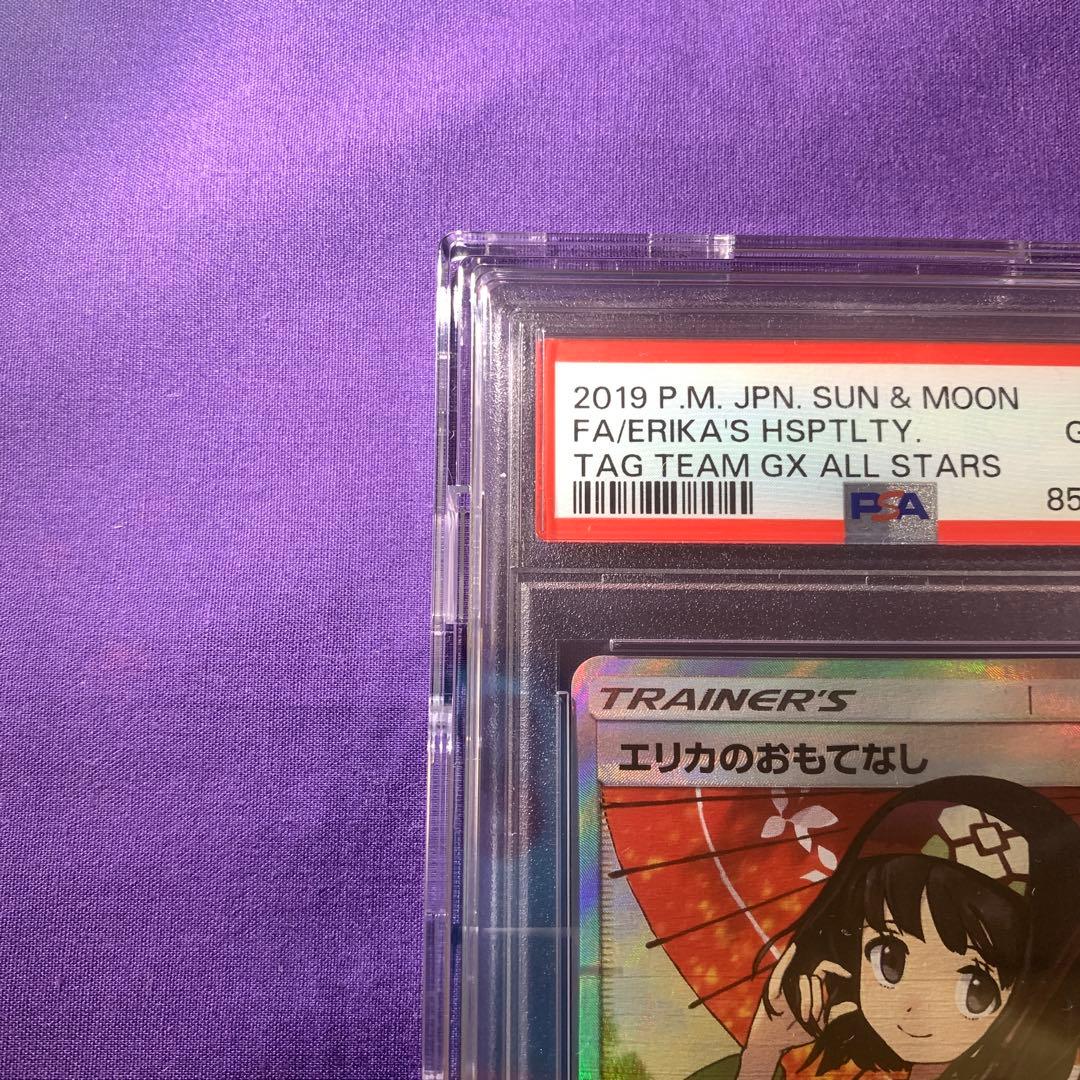 2019 P.M. JPN. SUN & MOON
FA/ERIKA'S HSPTLTY. G
TAG TEAM GX ALL STARS
PSA 85
TRAINER'S
エリカのおもてなし